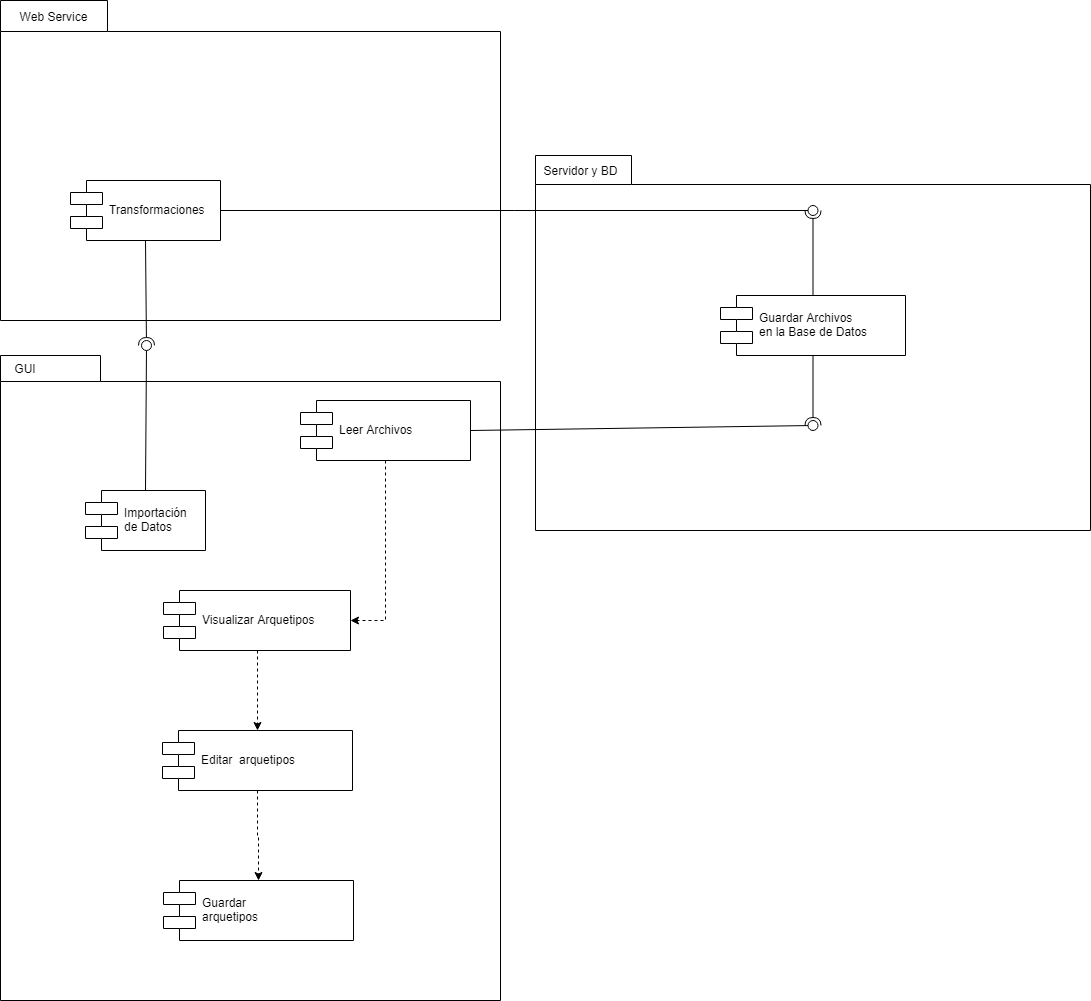 Web Service
Transformaciones
Servidor y BD
Guardar Archivos
en la Base de Datos
GUI
Leer Archivos
Importación
de Datos
Visualizar Arquetipos
Editar  arquetipos
Guardar
arquetipos